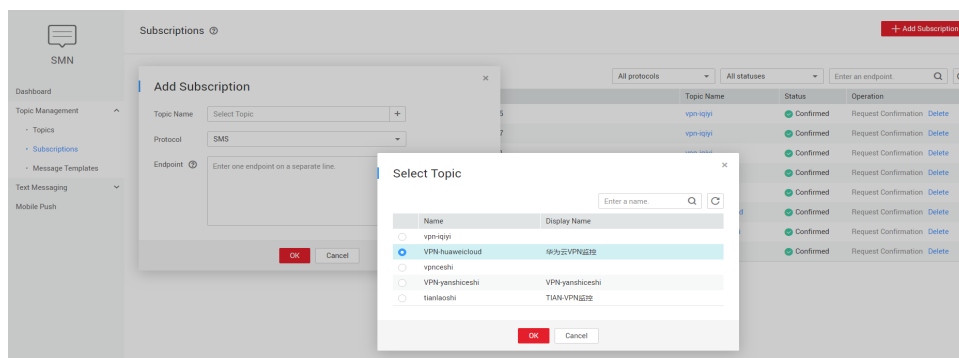 SMN
Dashboard
Topic Management
Topics
Subscriptions
Message Templates
Text Messaging
Mobile Push
Subscriptions
+ Add Subscription
All protocols
All statuses
Enter an endpoint.
Topic Name Status Operation
5 vpn-iqiyi Confirmed Request Confirmation Delete
7 vpn-iqiyi Confirmed Request Confirmation Delete
vpn-iqiyi Confirmed Request Confirmation Delete
Confirmed Request Confirmation Delete
Confirmed Request Confirmation Delete
Confirmed Request Confirmation Delete
Confirmed Request Confirmation Delete
Confirmed Request Confirmation Delete
Add Subscription
Topic Name Select Topic
Protocol SMS
Endpoint Enter one endpoint on a separate line.
OK Cancel
Select Topic
Enter a name.
Name Display Name
vpn-iqiyi
VPN-huaweicloud 华为云VPN监控
vpnceshi
VPN-yanshiceshi VPN-yanshiceshi
tianlaoshi TIAN-VPN监控
OK Cancel